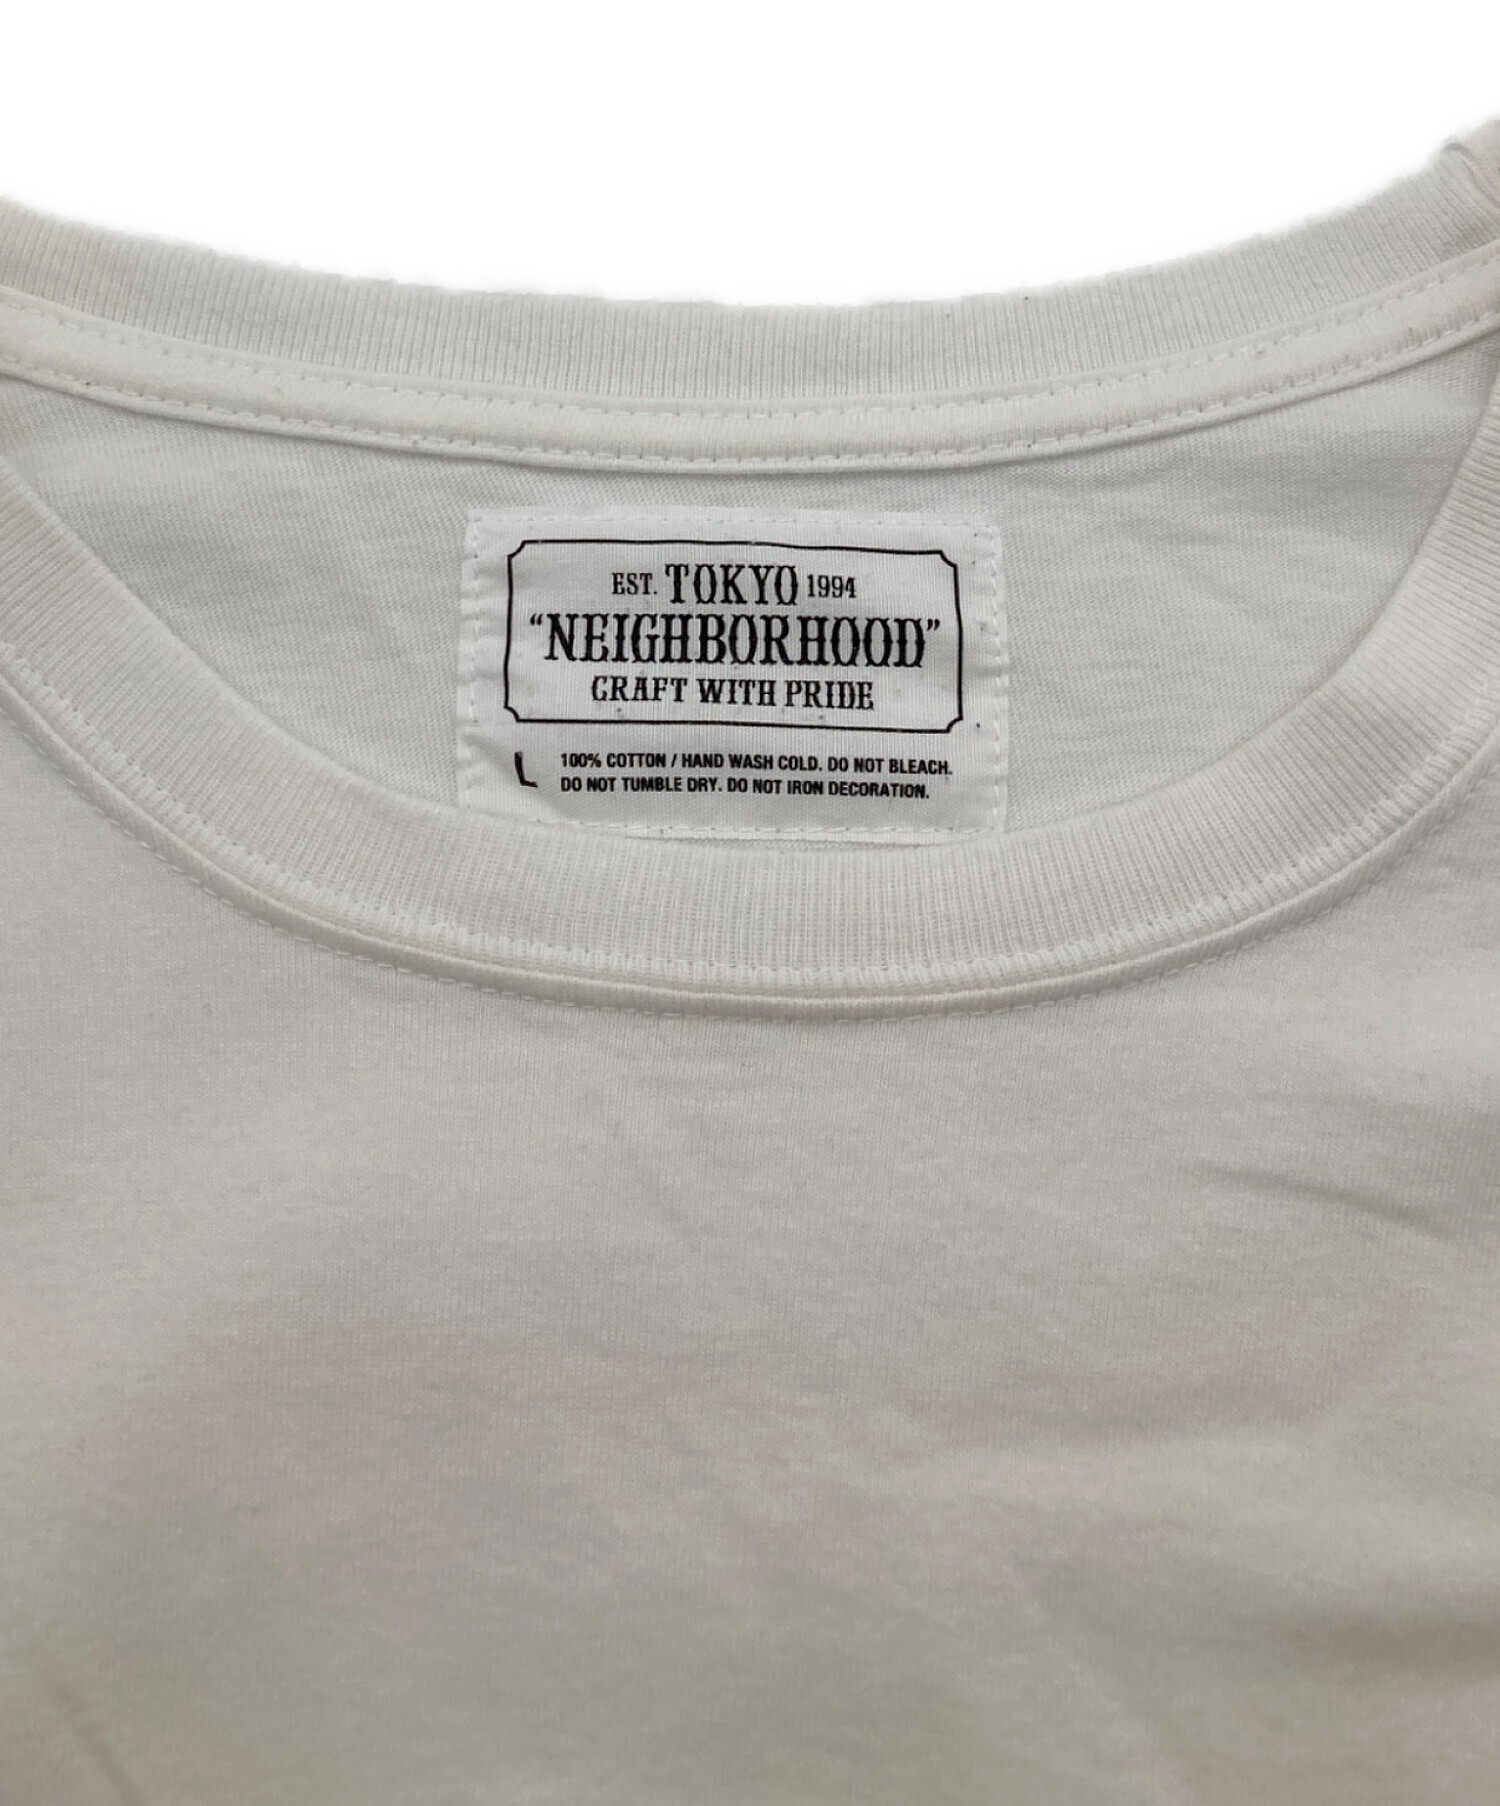 EST. TOKYO 1994
“NEIGHBORHOOD”
CRAFT WITH PRIDE
L 100% COTTON / HAND WASH COLD. DO NOT BLEACH.
DO NOT TUMBLE DRY. DO NOT IRON DECORATION.